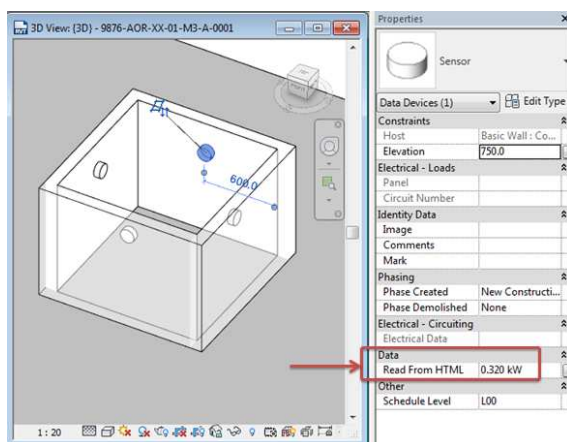 3D View: {3D} - 9876-AOR-XX-01-M3-A-0001
600.0
1 : 20
Properties
Sensor
Data Devices (1)
Edit Type
Constraints
Host Basic Wall : Co...
Elevation 750.0
Electrical - Loads
Panel
Circuit Number
Identity Data
Image
Comments
Mark
Phasing
Phase Created New Constructi...
Phase Demolished None
Electrical - Circuiting
Electrical Data
Data
Read From HTML 0.320 kW
Other
Schedule Level L00